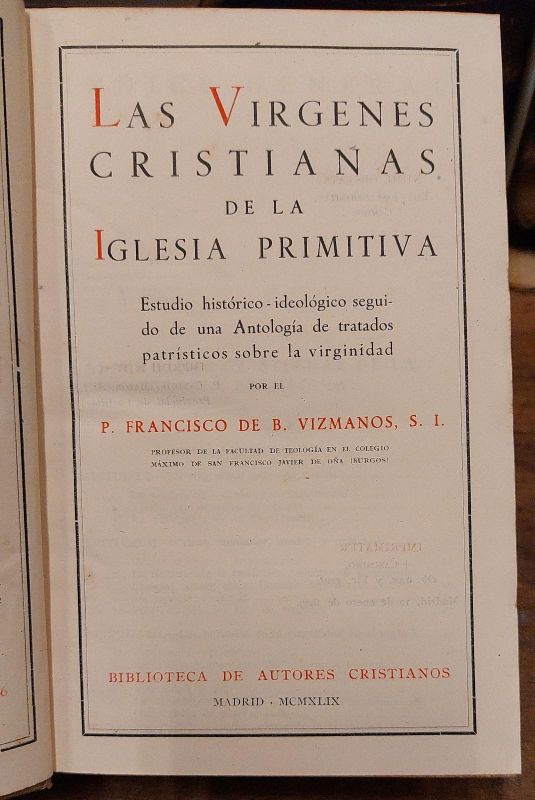 LAS VIRGENES
CRISTIANAS
DE LA
IGLESIA PRIMITIVA
Estudio histórico-ideológico segui-
do de una Antología de tratados
patrísticos sobre la virginidad
POR EL
P. FRANCISCO DE B. VIZMANOS, S. I.
PROFESOR DE LA FACULTAD DE TEOLOGÍA EN EL COLEGIO
MÁXIMO DE SAN FRANCISCO JAVIER DE OÑA (BURGOS)
BIBLIOTECA DE AUTORES CRISTIANOS
MADRID · MCMXLIX